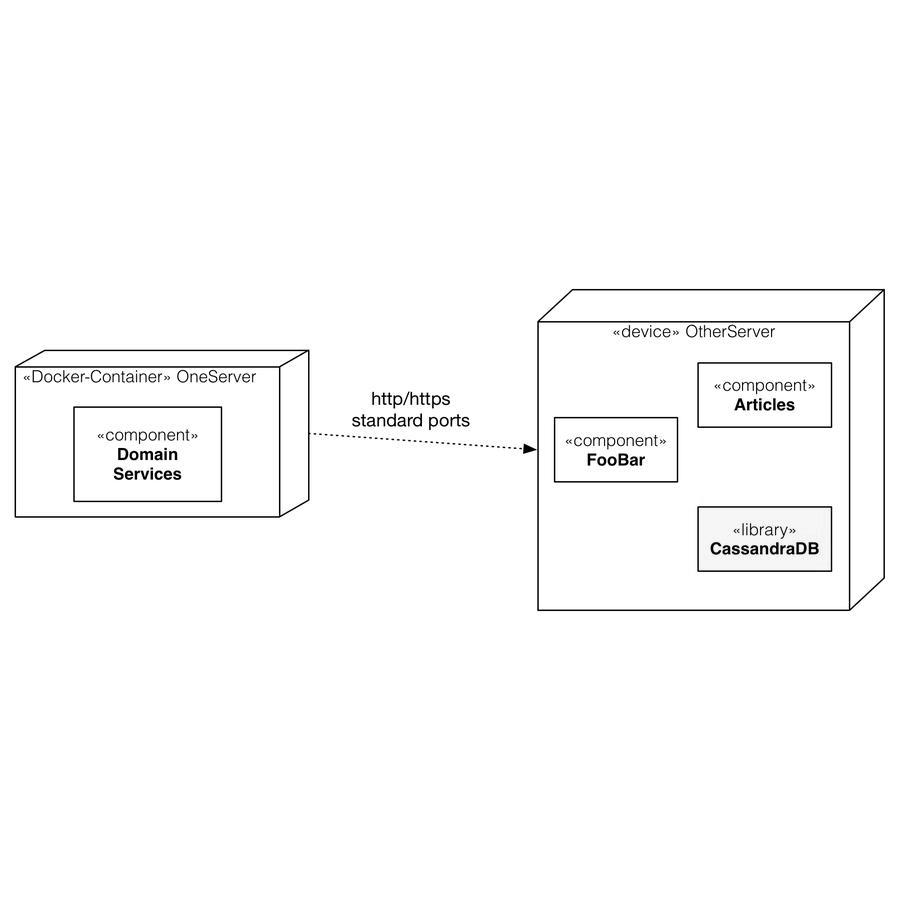 «Docker-Container» OneServer
«component»
Domain
Services
http/https
standard ports
«device» OtherServer
«component»
FooBar
«component»
Articles
«library»
CassandraDB